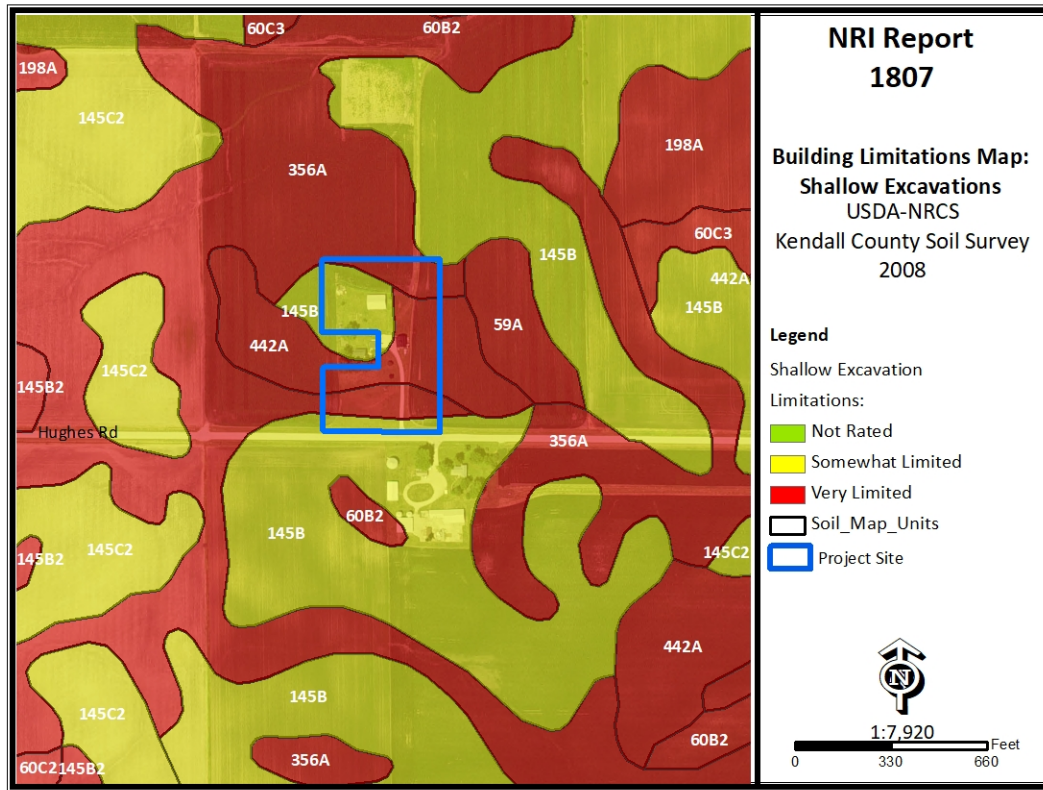 NRI Report
1807
Building Limitations Map:
Shallow Excavations
USDA-NRCS
Kendall County Soil Survey
2008
Legend
Shallow Excavation
Limitations:
Not Rated
Somewhat Limited
Very Limited
Soil_Map_Units
Project Site
N
1:7,920
Feet
0 330 660
60C3
60B2
198A
145C2
356A
198A
60C3
145B
442A
145B
145B
59A
442A
145C2
145B2
Hughes Rd
356A
60B2
145B
145C2
145B2
145C2
442A
145B
145C2
60B2
356A
60C2
145B2